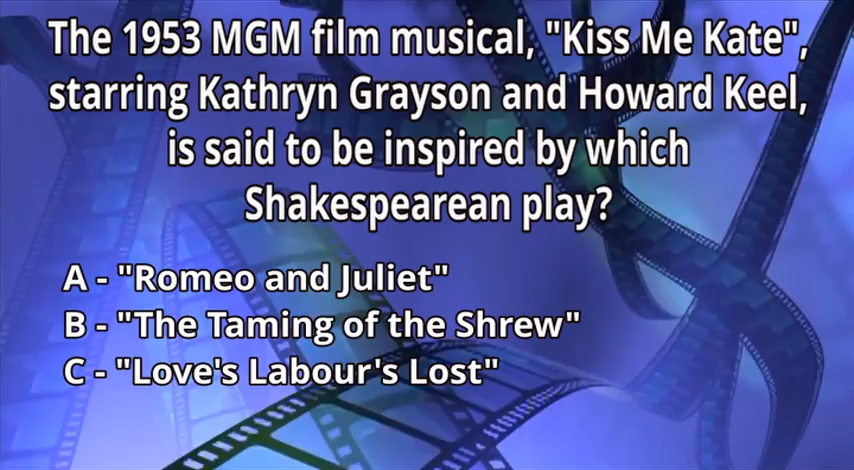 The 1953 MGM film musical, "Kiss Me Kate",
starring Kathryn Grayson and Howard Keel,
is said to be inspired by which
Shakespearean play?
A - "Romeo and Juliet"
B - "The Taming of the Shrew"
C - "Love's Labour's Lost"